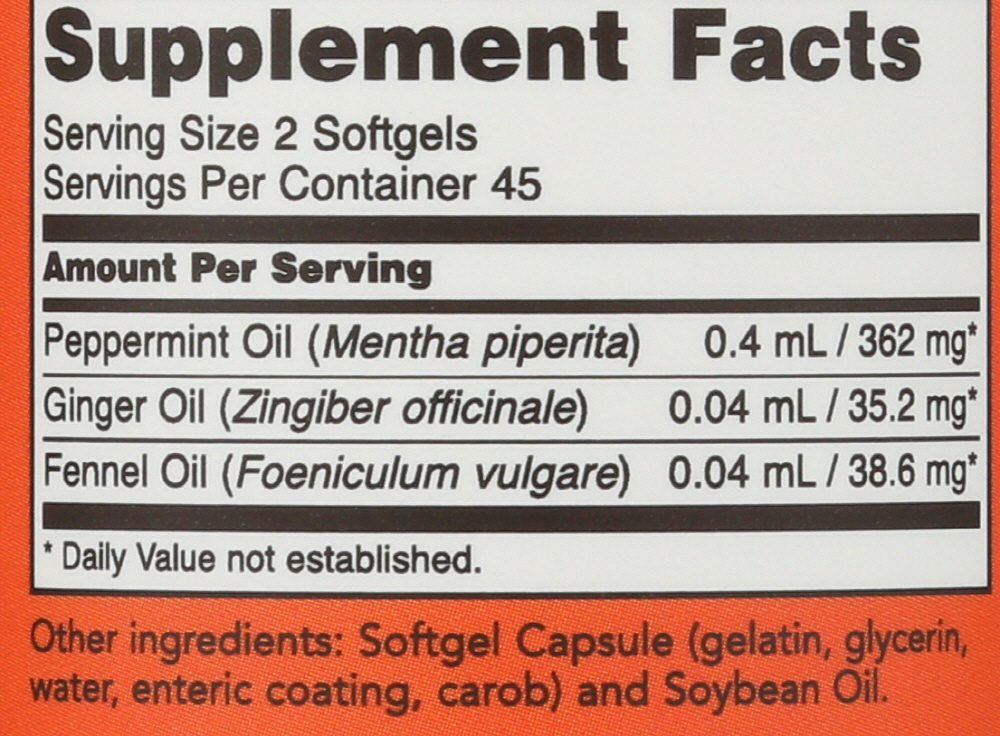 Supplement Facts
Serving Size 2 Softgels
Servings Per Container 45
Amount Per Serving
Peppermint Oil (Mentha piperita) 0.4 mL / 362 mg*
Ginger Oil (Zingiber officinale) 0.04 mL / 35.2 mg*
Fennel Oil (Foeniculum vulgare) 0.04 mL / 38.6 mg*
* Daily Value not established.
Other ingredients: Softgel Capsule (gelatin, glycerin,
water, enteric coating, carob) and Soybean Oil.